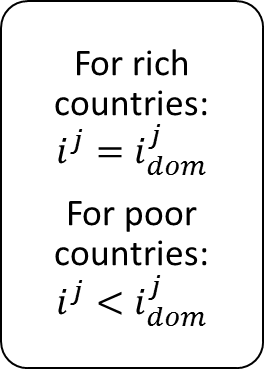 For rich
countries:
i^j = i^j_dom
For poor
countries:
i^j < i^j_dom